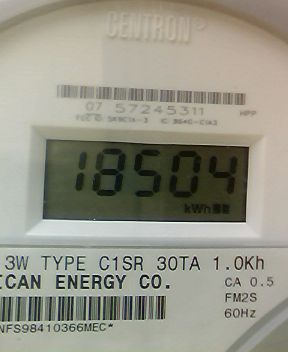 CENTRON®
07 57245311 HPP
18504
kWh
3W TYPE C1SR 30TA 1.0Kh
ICAN ENERGY CO. CA 0.5
FM2S
NFS98410366MEC* 60Hz